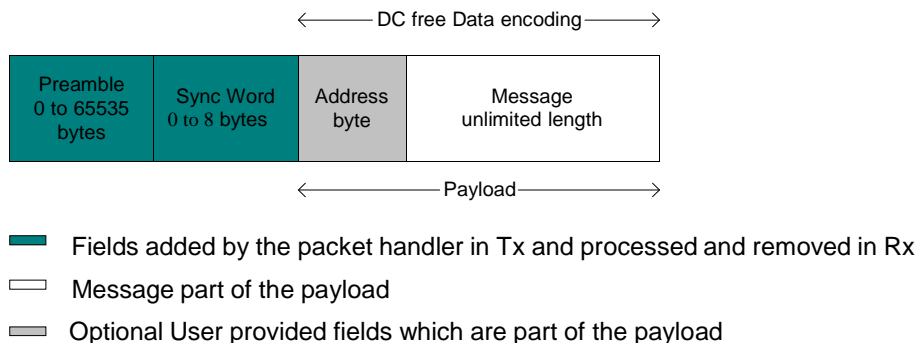 DC free Data encoding
Preamble
0 to 65535
bytes
Sync Word
0 to 8 bytes
Address
byte
Message
unlimited length
Payload
Fields added by the packet handler in Tx and processed and removed in Rx
Message part of the payload
Optional User provided fields which are part of the payload